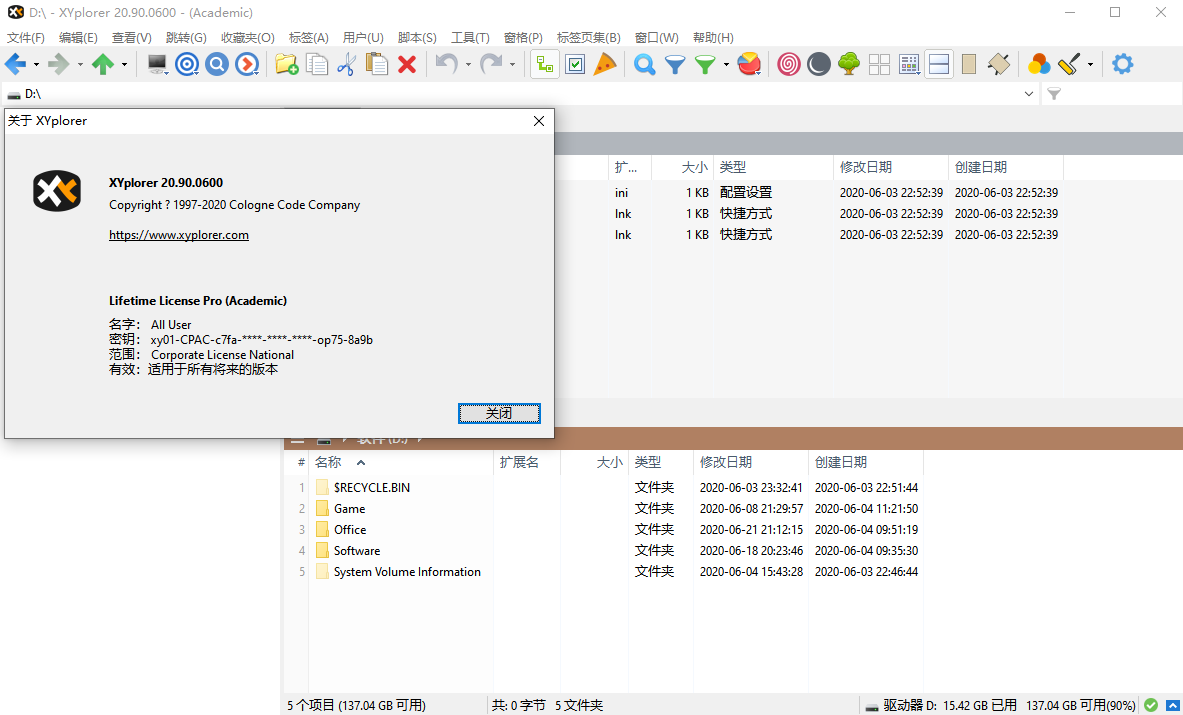 D:\ - XYplorer 20.90.0600 - (Academic)
文件(F) 编辑(E) 查看(V) 跳转(G) 收藏夹(O) 标签(A) 用户(U) 脚本(S) 工具(T) 窗格(P) 标签页集(B) 窗口(W) 帮助(H)
D:\
关于 XYplorer
XYplorer 20.90.0600
Copyright ? 1997-2020 Cologne Code Company
https://www.xyplorer.com
Lifetime License Pro (Academic)
名字： All User
密钥： xy01-CPAC-c7fa-****-****-****-op75-8a9b
范围： Corporate License National
有效：适用于所有将来的版本
关闭
扩... 大小 类型 修改日期 创建日期
ini 1 KB 配置设置 2020-06-03 22:52:39 2020-06-03 22:52:39
lnk 1 KB 快捷方式 2020-06-03 22:52:39 2020-06-03 22:52:39
lnk 1 KB 快捷方式 2020-06-03 22:52:39 2020-06-03 22:52:39
软件 (D:)
# 名称 扩展名 大小 类型 修改日期 创建日期
1 $RECYCLE.BIN 文件夹 2020-06-03 23:32:41 2020-06-03 22:51:44
2 Game 文件夹 2020-06-08 21:29:57 2020-06-04 11:21:50
3 Office 文件夹 2020-06-21 21:12:15 2020-06-04 09:51:19
4 Software 文件夹 2020-06-18 20:23:46 2020-06-04 09:35:30
5 System Volume Information 文件夹 2020-06-04 15:43:28 2020-06-03 22:46:44
5 个项目 (137.04 GB 可用) 共: 0 字节 5 文件夹 驱动器 D: 15.42 GB 已用 137.04 GB 可用(90%)